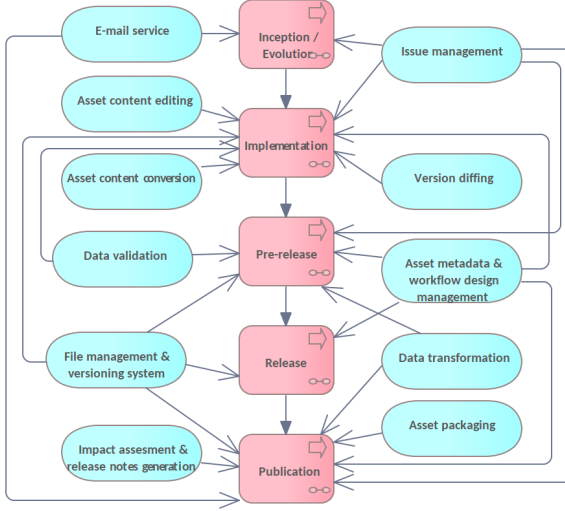 E-mail service
Inception /
Evolution
Issue management
Asset content editing
Implementation
Asset content conversion
Version diffing
Data validation
Pre-release
Asset metadata &
workflow design
management
File management &
versioning system
Release
Data transformation
Asset packaging
Impact assesment &
release notes generation
Publication